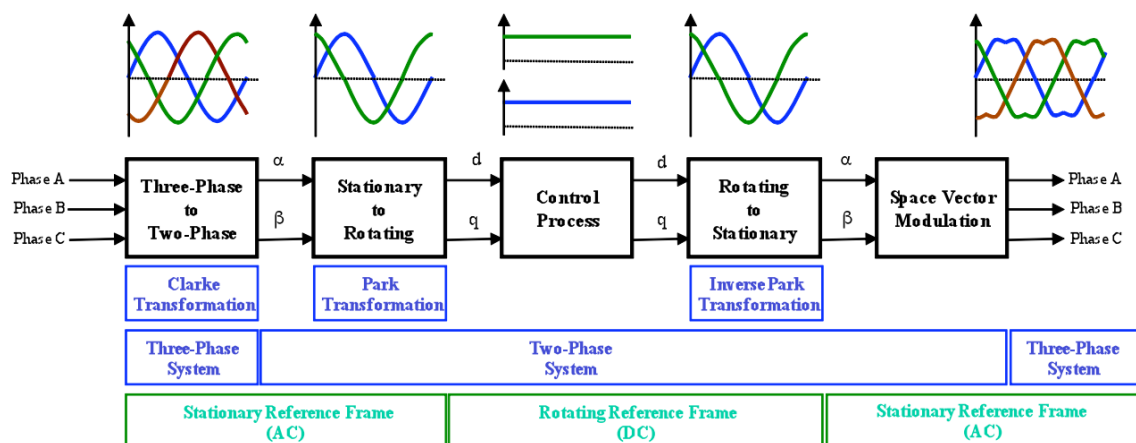 Phase A
Phase B
Phase C
Three-Phase
to
Two-Phase
α
β
Stationary
to
Rotating
d
q
Control
Process
d
q
Rotating
to
Stationary
α
β
Space Vector
Modulation
Phase A
Phase B
Phase C
Clarke
Transformation
Park
Transformation
Inverse Park
Transformation
Three-Phase
System
Two-Phase
System
Three-Phase
System
Stationary Reference Frame
(AC)
Rotating Reference Frame
(DC)
Stationary Reference Frame
(AC)